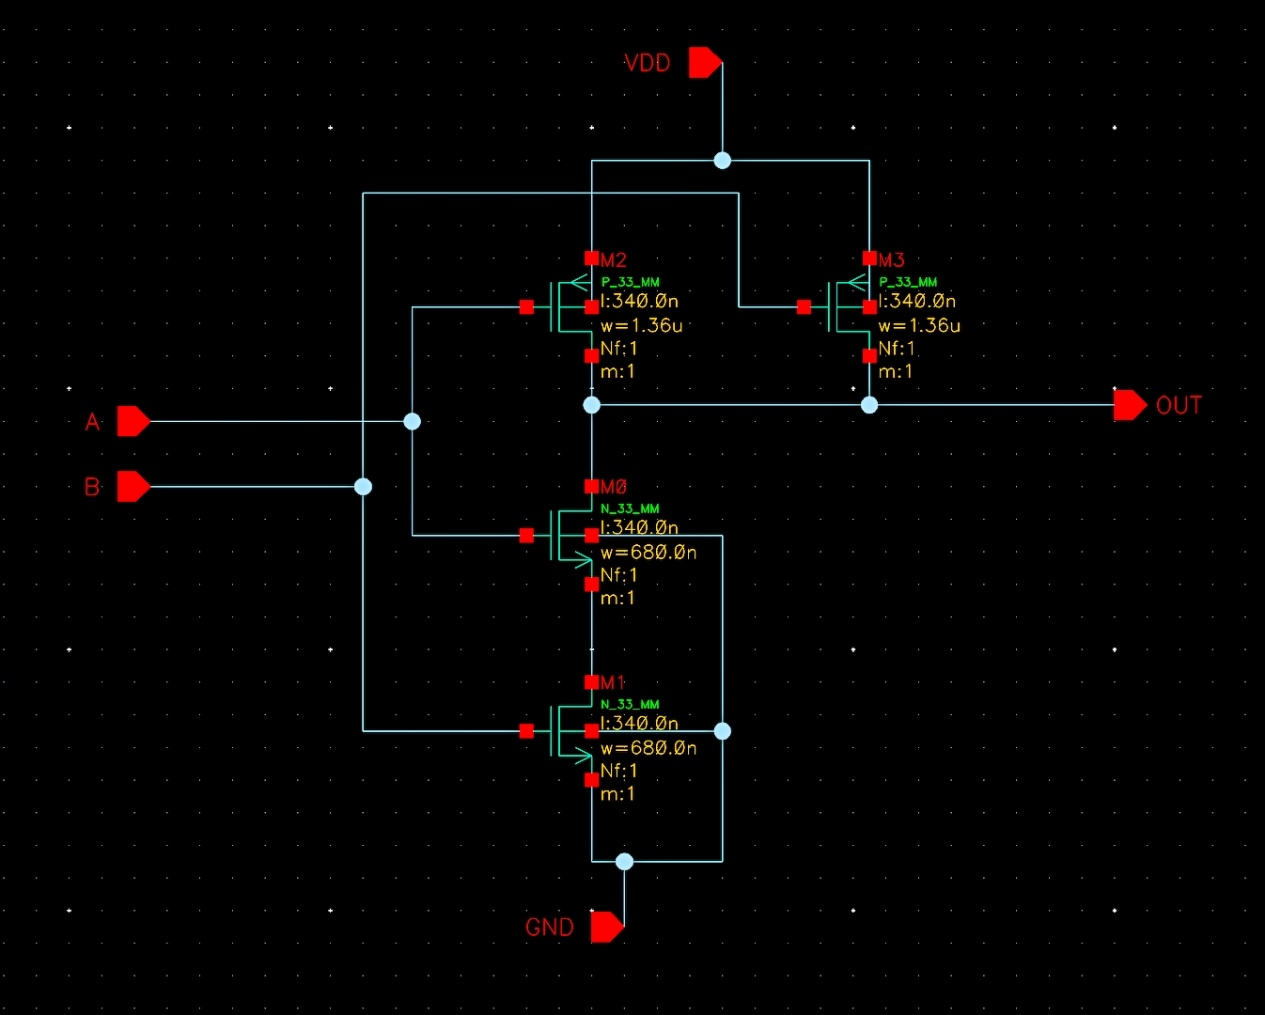 VDD
M2
P_33_MM
l:340.0n
w=1.36u
Nf:1
m:1
M3
P_33_MM
l:340.0n
w=1.36u
Nf:1
m:1
A
OUT
B
M0
N_33_MM
l:340.0n
w=680.0n
Nf:1
m:1
M1
N_33_MM
l:340.0n
w=680.0n
Nf:1
m:1
GND